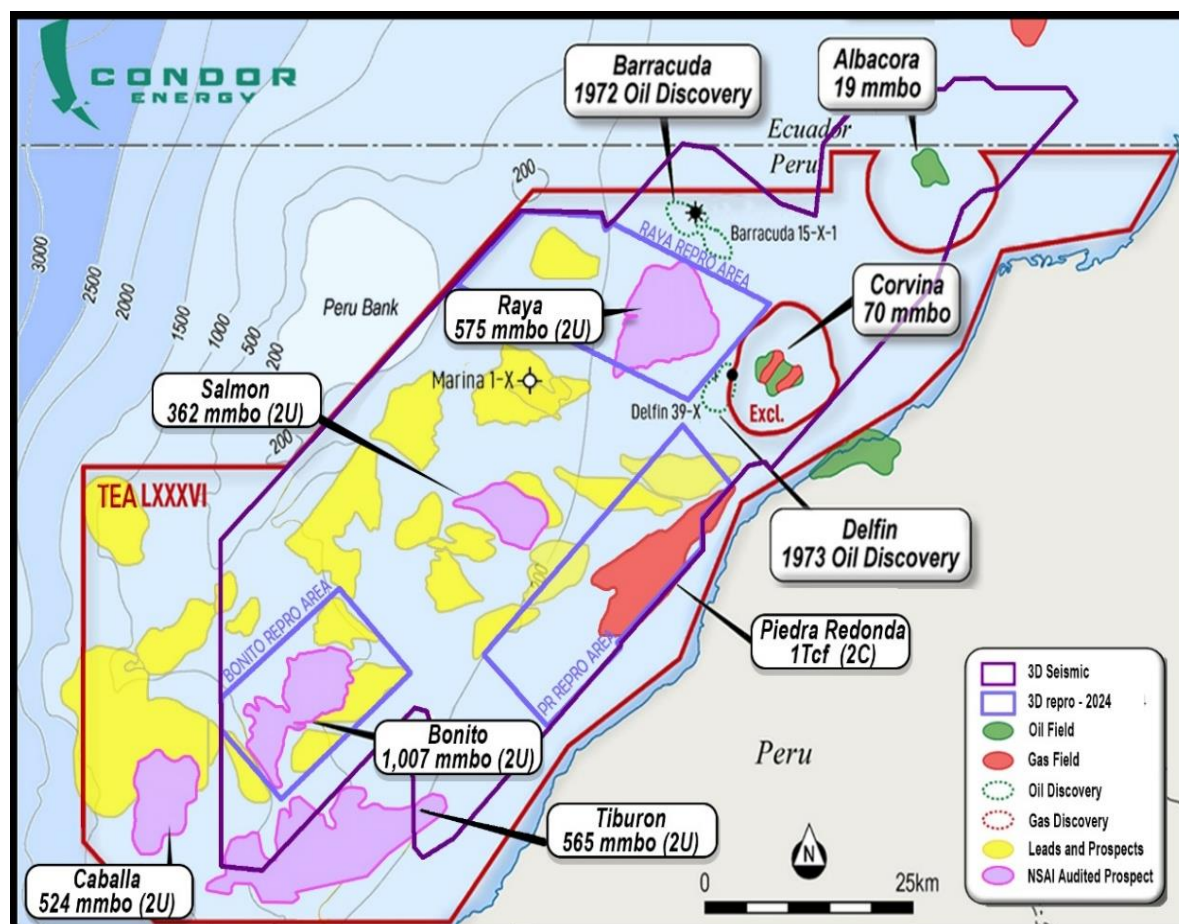 CONDOR
ENERGY
Barracuda
1972 Oil Discovery
Albacora
19 mmbo
Ecuador
Peru
200
Barracuda 15-X-1
RAYA REPRO AREA
3000
2500
2000
1500
1000
500
200
Peru Bank
Raya
575 mmbo (2U)
Corvina
70 mmbo
Marina 1-X
Salmon
362 mmbo (2U)
Delfin 39-X
Excl.
200
TEA LXXXVI
Delfin
1973 Oil Discovery
200
BONITO REPRO AREA
PR REPRO AREA
Piedra Redonda
1Tcf (2C)
Bonito
1,007 mmbo (2U)
Peru
Tiburon
565 mmbo (2U)
Caballa
524 mmbo (2U)
N
0 25km
3D Seismic
3D repro - 2024
Oil Field
Gas Field
Oil Discovery
Gas Discovery
Leads and Prospects
NSAI Audited Prospect